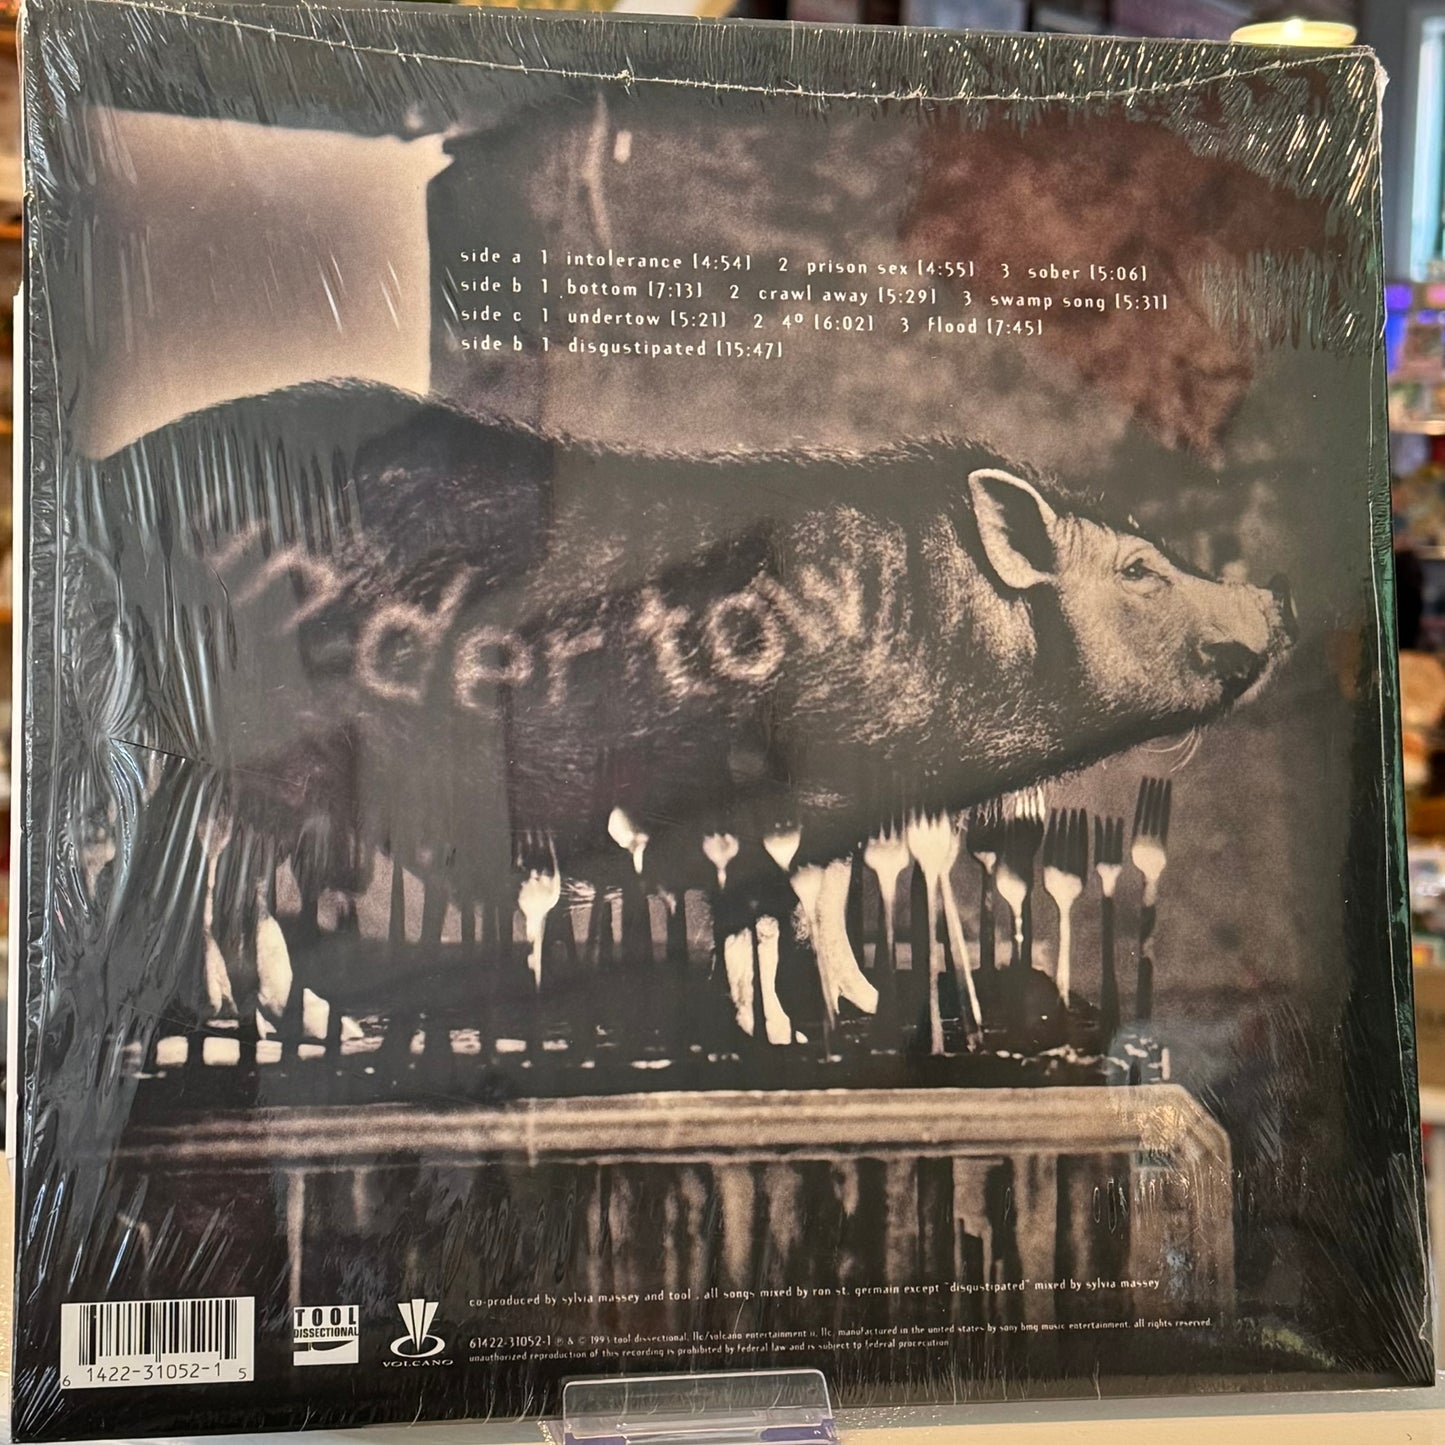 side a 1 intolerance [4:54] 2 prison sex [4:55] 3 sober [5:06]
side b 1 bottom [7:13] 2 crawl away [5:29] 3 swamp song [5:31]
side c 1 undertow [5:21] 2 4º [6:02] 3 flood [7:45]
side b 1 disgustipated [15:47]
ndertow
co-produced by sylvia massey and tool . all songs mixed by ron st. germain except "disgustipated" mixed by sylvia massey
61422-31052-1 ℗ & © 1993 tool dissectional, llc/volcano entertainment ii, llc. manufactured in the united states by sony bmg music entertainment. all rights reserved.
unauthorized reproduction of this recording is prohibited by federal law and is subject to federal prosecution
TOOL
DISSECTIONAL
VOLCANO
6 1422-31052-1 5